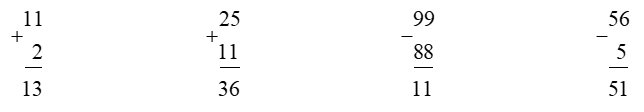 11 25 99 56
+ + − −
2 11 88 5
13 36 11 51